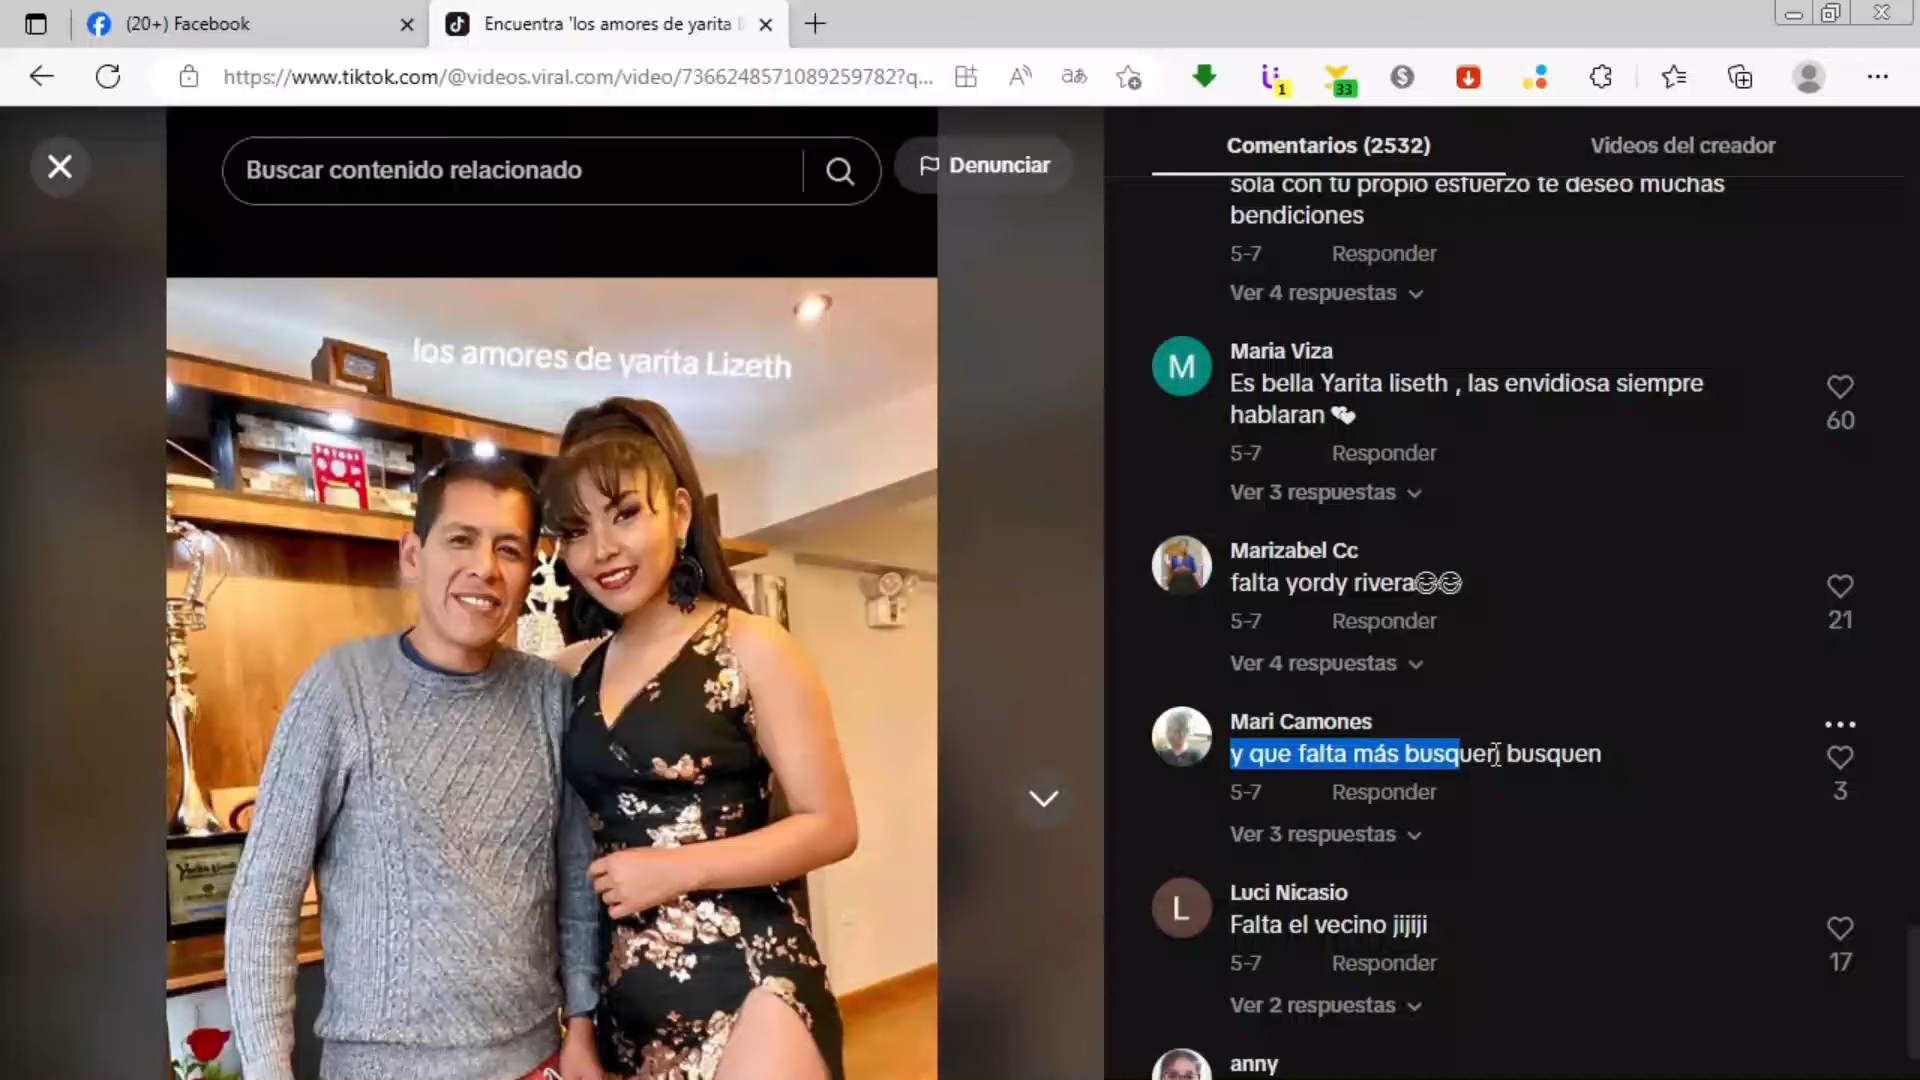 (20+) Facebook
Encuentra 'los amores de yarita l
https://www.tiktok.com/@videos.viral.com/video/7366248571089259782?q...
aあ
1
33
Buscar contenido relacionado
Denunciar
los amores de yarita Lizeth
Comentarios (2532)
Videos del creador
sola con tu propio esfuerzo te deseo muchas
bendiciones
5-7 Responder
Ver 4 respuestas
M
Maria Viza
Es bella Yarita liseth , las envidiosa siempre
hablaran
60
5-7 Responder
Ver 3 respuestas
Marizabel Cc
falta yordy rivera😂😂
21
5-7 Responder
Ver 4 respuestas
Mari Camones
y que falta más busquen busquen
3
5-7 Responder
Ver 3 respuestas
L
Luci Nicasio
Falta el vecino jijijiji
17
5-7 Responder
Ver 2 respuestas
anny